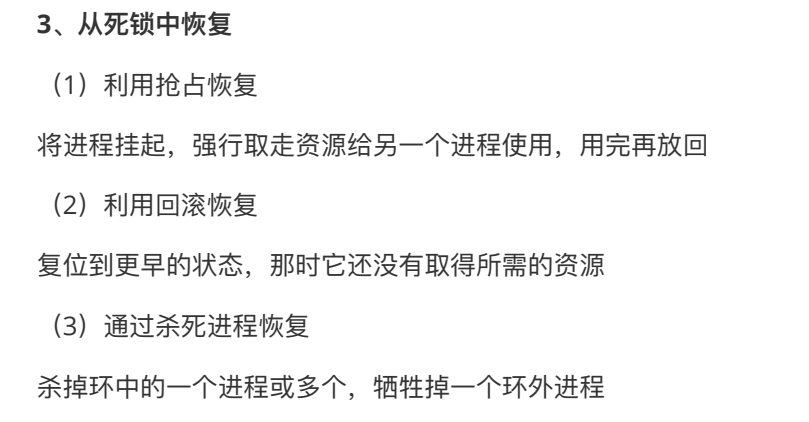 3、从死锁中恢复
（1）利用抢占恢复
将进程挂起，强行取走资源给另一个进程使用，用完再放回
（2）利用回滚恢复
复位到更早的状态，那时它还没有取得所需的资源
（3）通过杀死进程恢复
杀掉环中的一个进程或多个，牺牲掉一个环外进程